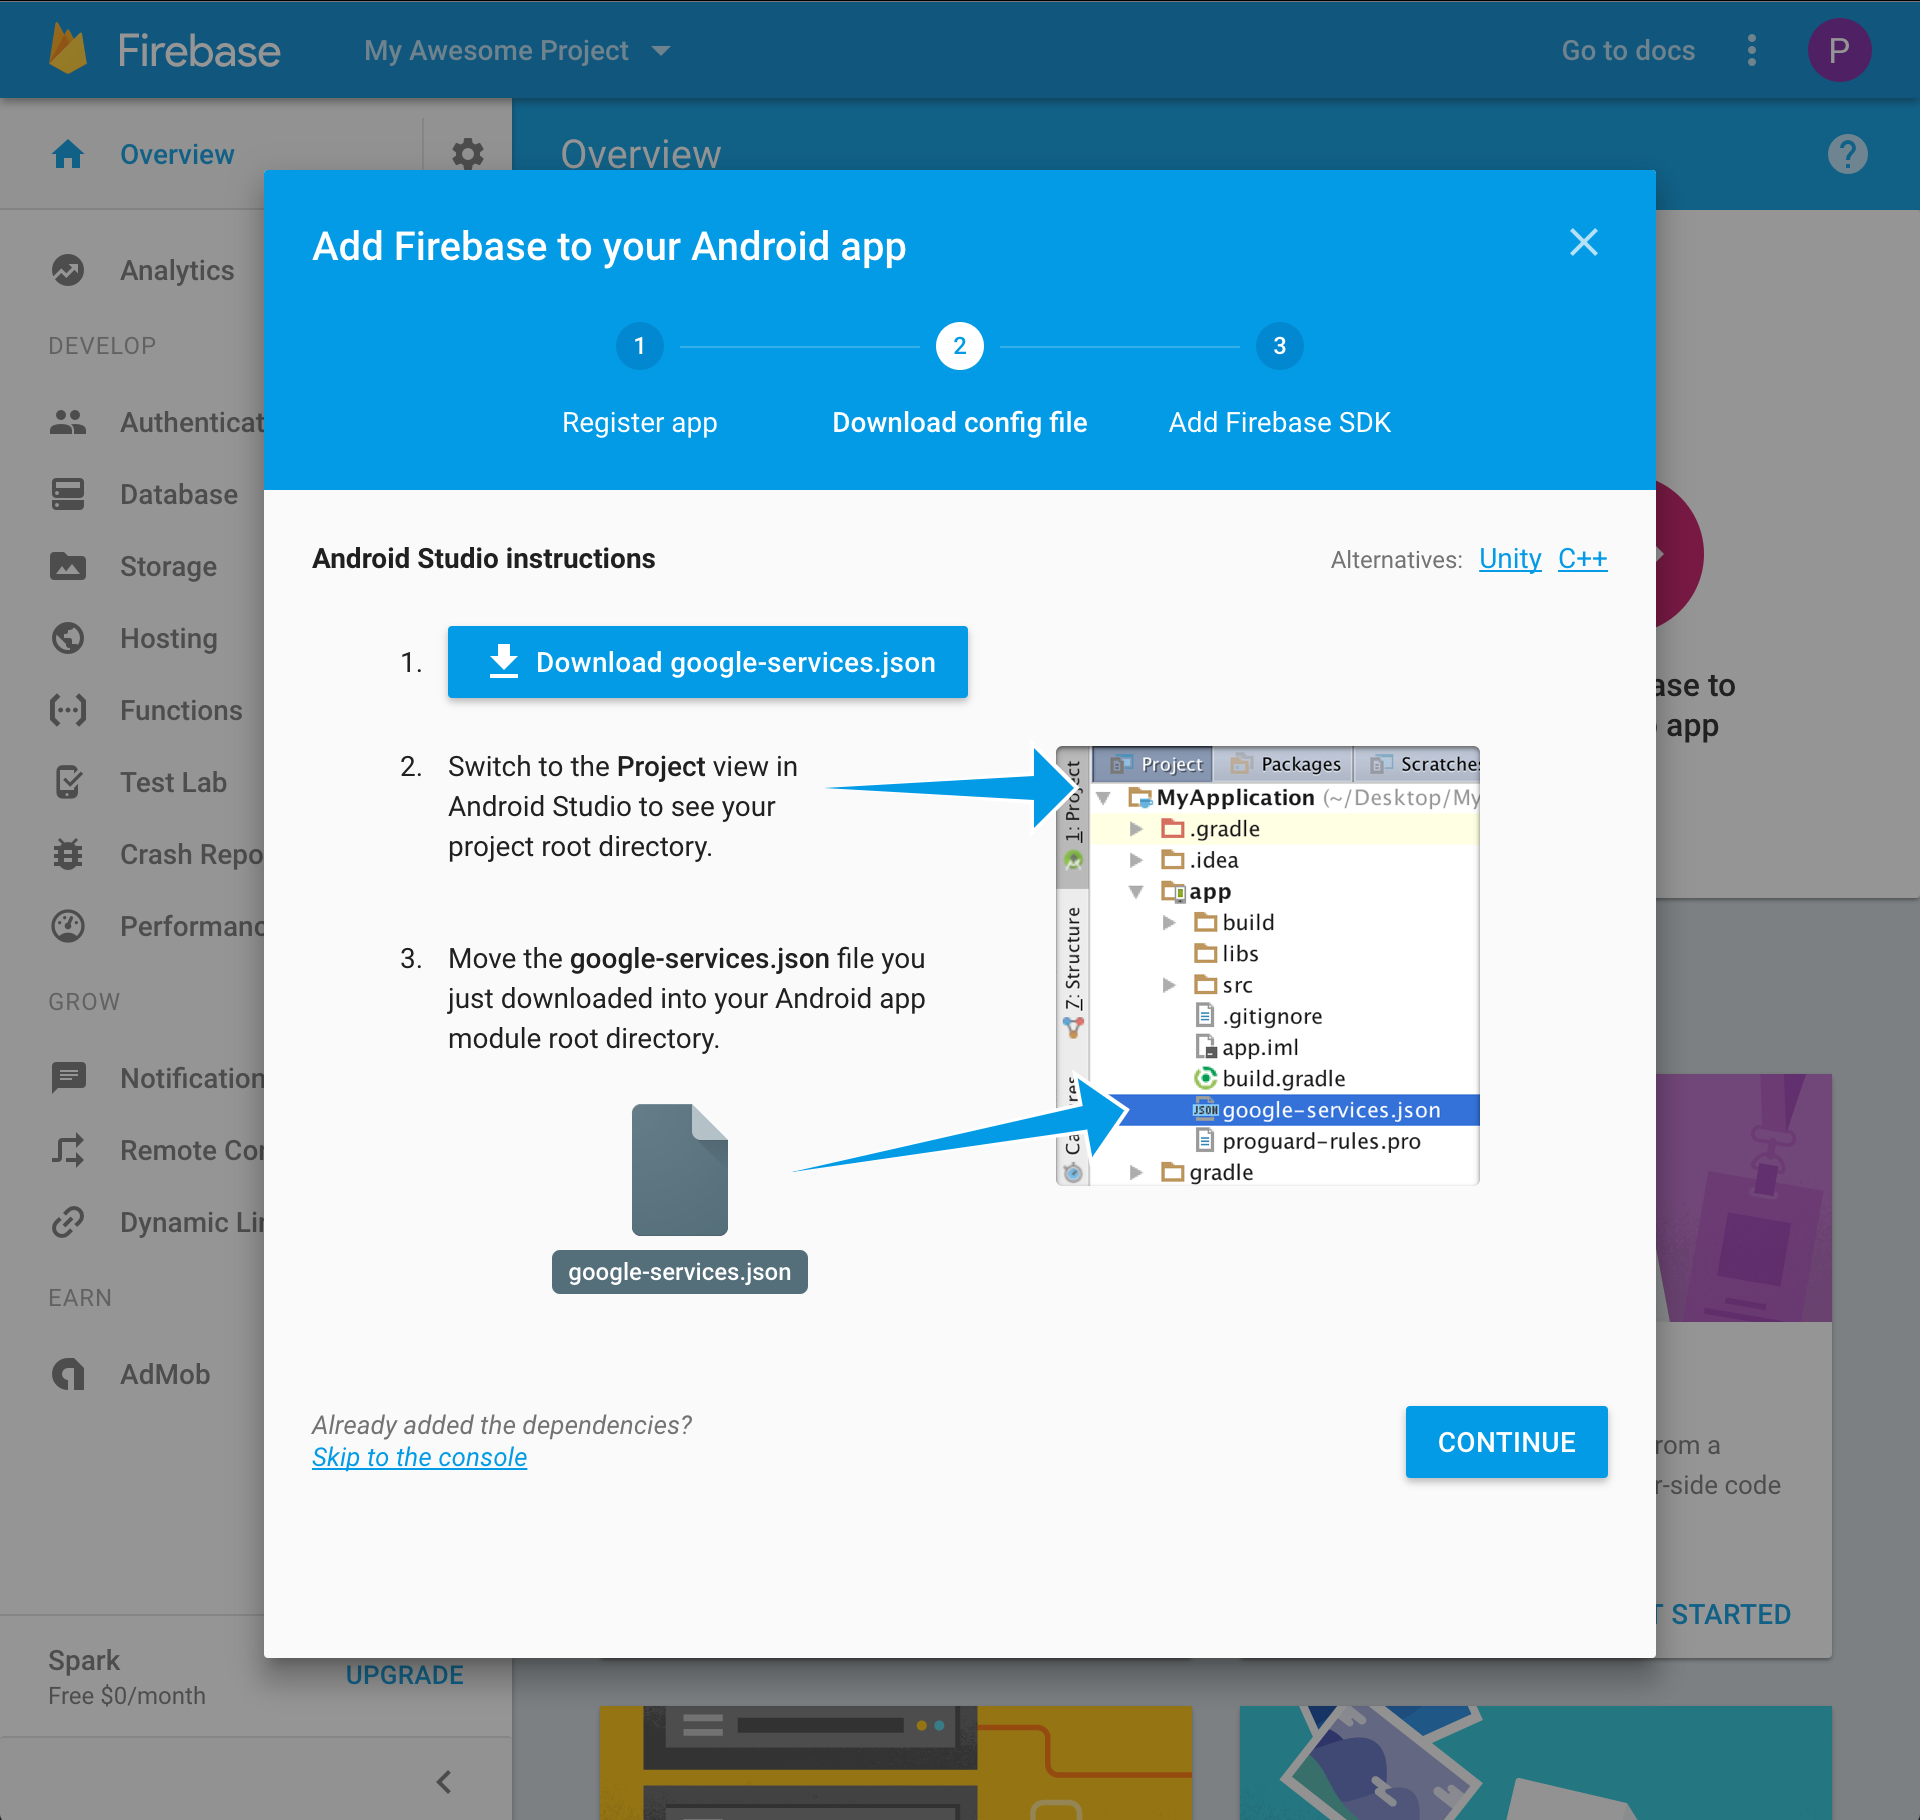 Firebase
My Awesome Project
Go to docs
P
Overview
Overview
?
Analytics
DEVELOP
Authenticat
Database
Storage
Hosting
Functions
Test Lab
Crash Repo
Performanc
GROW
Notification
Remote Con
Dynamic Lin
EARN
AdMob
Spark
Free $0/month
UPGRADE
Add Firebase to your Android app
1
2
3
Register app
Download config file
Add Firebase SDK
Android Studio instructions
Alternatives: Unity C++
1. Download google-services.json
2. Switch to the Project view in
Android Studio to see your
project root directory.
3. Move the google-services.json file you
just downloaded into your Android app
module root directory.
google-services.json
1: Project
7: Structure
Project
Packages
Scratches
MyApplication (~/Desktop/My
.gradle
.idea
app
build
libs
src
.gitignore
app.iml
build.gradle
JSON google-services.json
proguard-rules.pro
gradle
Already added the dependencies?
Skip to the console
CONTINUE
ase to
app
rom a
r-side code
T STARTED